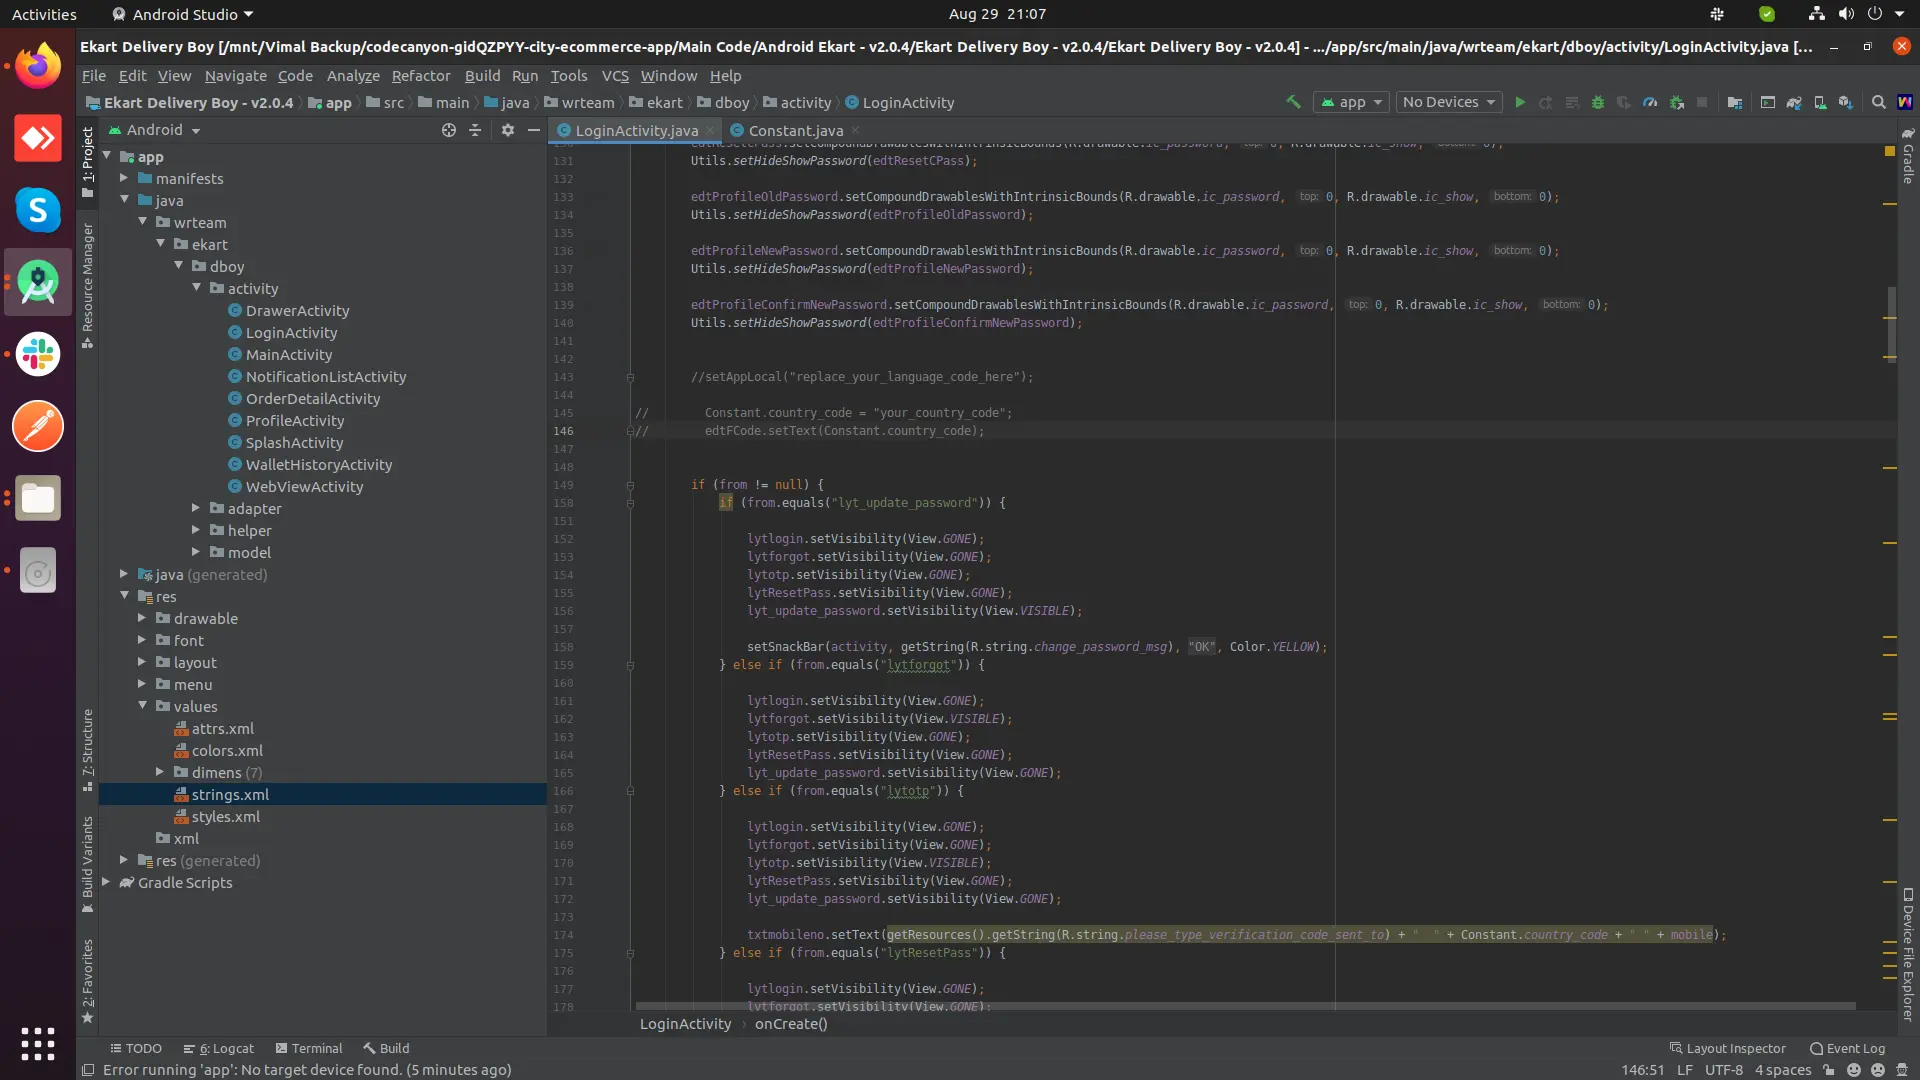 Activities
Android Studio
Aug 29 21:07
Ekart Delivery Boy [/mnt/Vimal Backup/codecanyon-gidQZPYY-city-ecommerce-app/Main Code/Android Ekart - v2.0.4/Ekart Delivery Boy - v2.0.4/Ekart Delivery Boy - v2.0.4] - .../app/src/main/java/wrteam/ekart/dboy/activity/LoginActivity.java [...
File Edit View Navigate Code Analyze Refactor Build Run Tools VCS Window Help
Ekart Delivery Boy - v2.0.4 app src main java wrteam ekart dboy activity LoginActivity
app No Devices
1: Project
Resource Manager
7: Structure
Build Variants
2: Favorites
Android
app
manifests
java
wrteam
ekart
dboy
activity
DrawerActivity
LoginActivity
MainActivity
NotificationListActivity
OrderDetailActivity
ProfileActivity
SplashActivity
WalletHistoryActivity
WebViewActivity
adapter
helper
model
java (generated)
res
drawable
font
layout
menu
values
attrs.xml
colors.xml
dimens (7)
strings.xml
styles.xml
xml
res (generated)
Gradle Scripts
LoginActivity.java Constant.java
131 Utils.setHideShowPassword(edtResetCPass);
132
133 edtProfileOldPassword.setCompoundDrawablesWithIntrinsicBounds(R.drawable.ic_password, top: 0, R.drawable.ic_show, bottom: 0);
134 Utils.setHideShowPassword(edtProfileOldPassword);
135
136 edtProfileNewPassword.setCompoundDrawablesWithIntrinsicBounds(R.drawable.ic_password, top: 0, R.drawable.ic_show, bottom: 0);
137 Utils.setHideShowPassword(edtProfileNewPassword);
138
139 edtProfileConfirmNewPassword.setCompoundDrawablesWithIntrinsicBounds(R.drawable.ic_password, top: 0, R.drawable.ic_show, bottom: 0);
140 Utils.setHideShowPassword(edtProfileConfirmNewPassword);
141
142
143 //setAppLocal("replace_your_language_code_here");
144
145 // Constant.country_code = "your_country_code";
146 // edtFCode.setText(Constant.country_code);
147
148
149 if (from != null) {
150 if (from.equals("lyt_update_password")) {
151
152 lytlogin.setVisibility(View.GONE);
153 lytforgot.setVisibility(View.GONE);
154 lytotp.setVisibility(View.GONE);
155 lytResetPass.setVisibility(View.GONE);
156 lyt_update_password.setVisibility(View.VISIBLE);
157
158 setSnackBar(activity, getString(R.string.change_password_msg), "OK", Color.YELLOW);
159 } else if (from.equals("lytforgot")) {
160
161 lytlogin.setVisibility(View.GONE);
162 lytforgot.setVisibility(View.VISIBLE);
163 lytotp.setVisibility(View.GONE);
164 lytResetPass.setVisibility(View.GONE);
165 lyt_update_password.setVisibility(View.GONE);
166 } else if (from.equals("lytotp")) {
167
168 lytlogin.setVisibility(View.GONE);
169 lytforgot.setVisibility(View.GONE);
170 lytotp.setVisibility(View.VISIBLE);
171 lytResetPass.setVisibility(View.GONE);
172 lyt_update_password.setVisibility(View.GONE);
173
174 txtmobileno.setText(getResources().getString(R.string.please_type_verification_code_sent_to) + "  " + Constant.country_code + " " + mobile);
175 } else if (from.equals("lytResetPass")) {
176
177 lytlogin.setVisibility(View.GONE);
178 lytforgot.setVisibility(View.GONE);
LoginActivity onCreate()
Gradle
Device File Explorer
TODO 6: Logcat Terminal Build
Layout Inspector Event Log
Error running 'app': No target device found. (5 minutes ago)
146:51 LF UTF-8 4 spaces